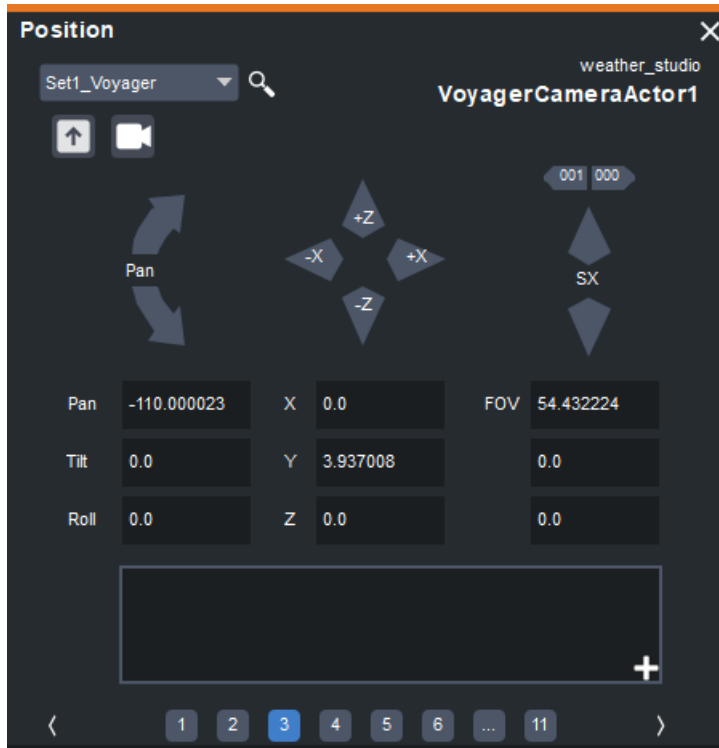 Position
Set1_Voyager
weather_studio
VoyagerCameraActor1
001 000
+Z
Pan -X +X SX
-Z
Pan -110.000023 X 0.0 FOV 54.432224
Tilt 0.0 Y 3.937008 0.0
Roll 0.0 Z 0.0 0.0
1 2 3 4 5 6 ... 11